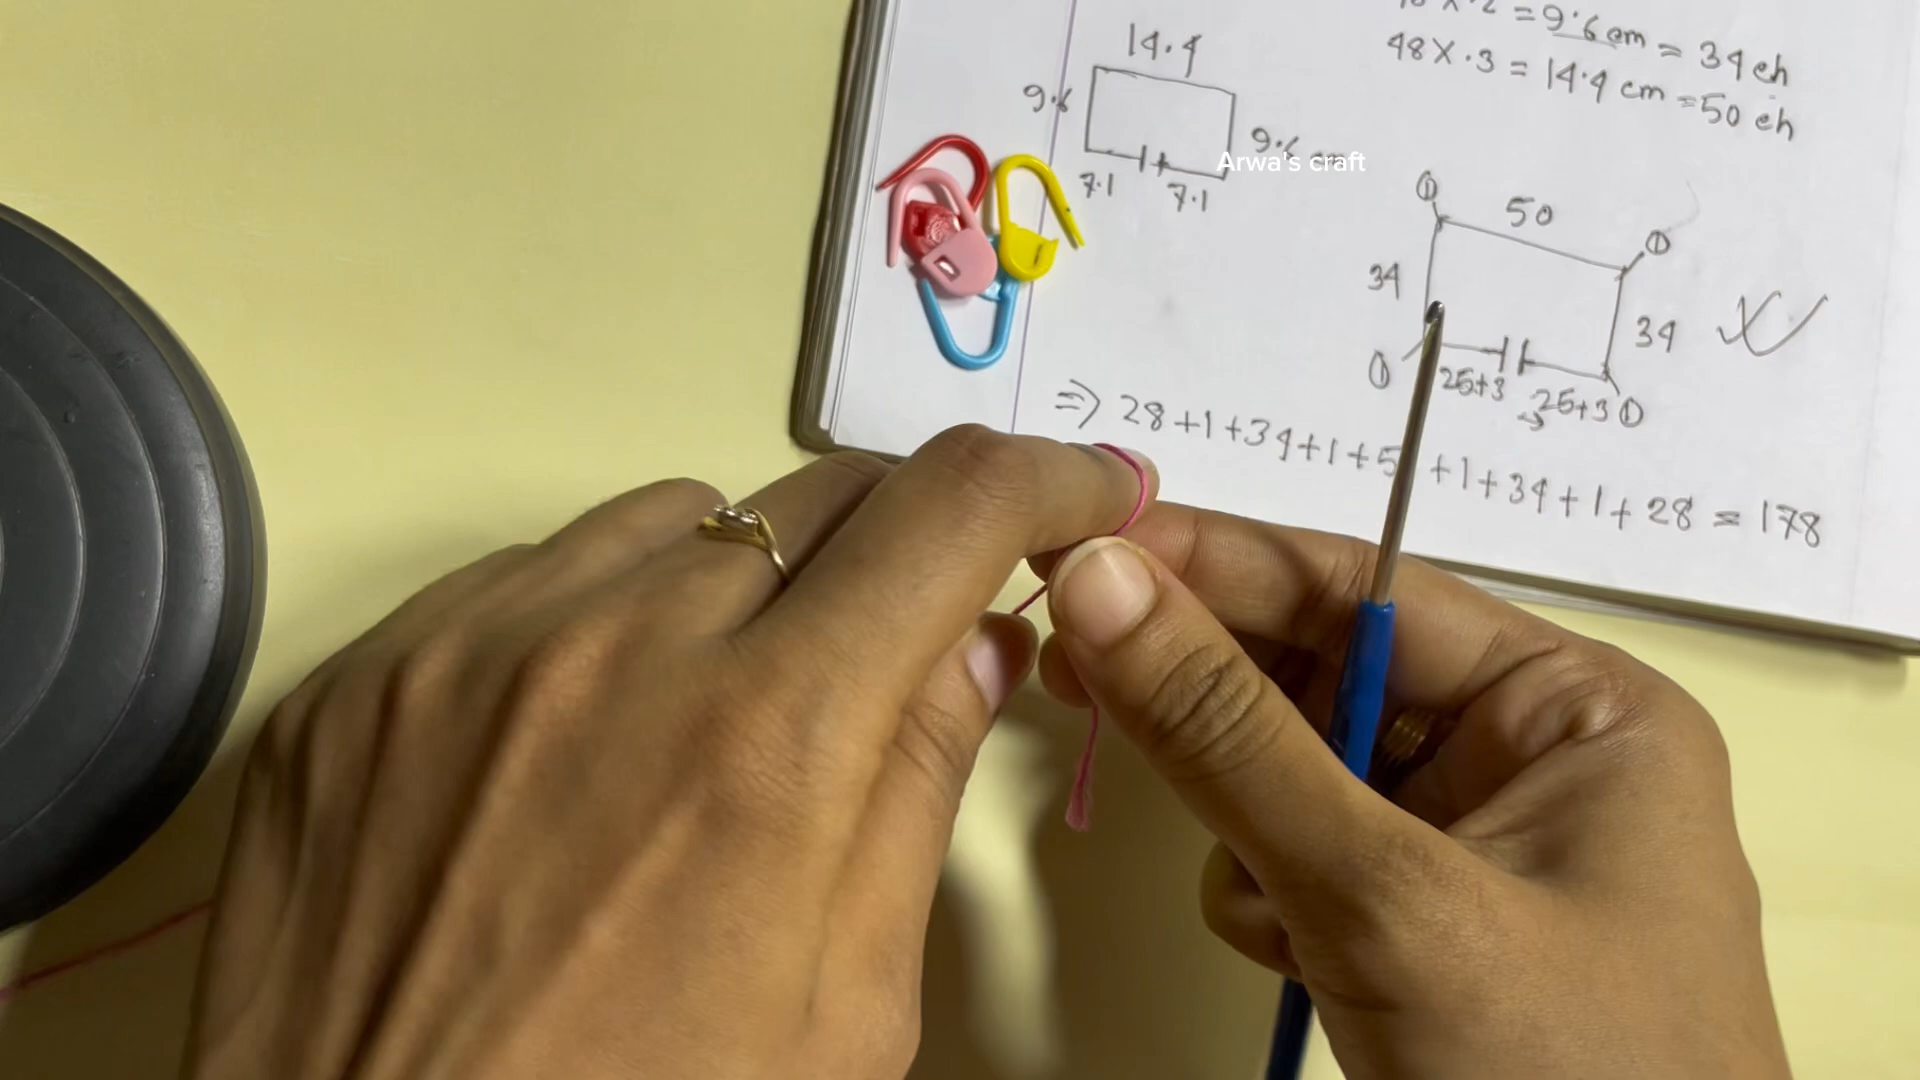 = 9.6 cm = 34 ch
48 X .3 = 14.4 cm = 50 ch
14.4
9.6
9.6 cm
7.1
7.1
Arwa's craft
1
50
1
34
34
1
25+3
25+3
1
⇒ 28+1+34+1+5 +1+34+1+28 = 178